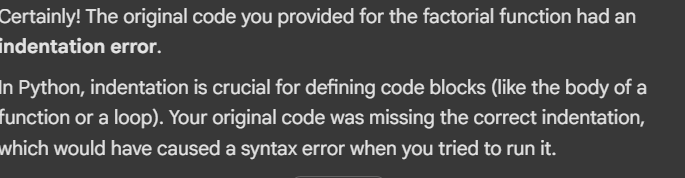 Certainly! The original code you provided for the factorial function had an
indentation error.
In Python, indentation is crucial for defining code blocks (like the body of a
function or a loop). Your original code was missing the correct indentation,
which would have caused a syntax error when you tried to run it.